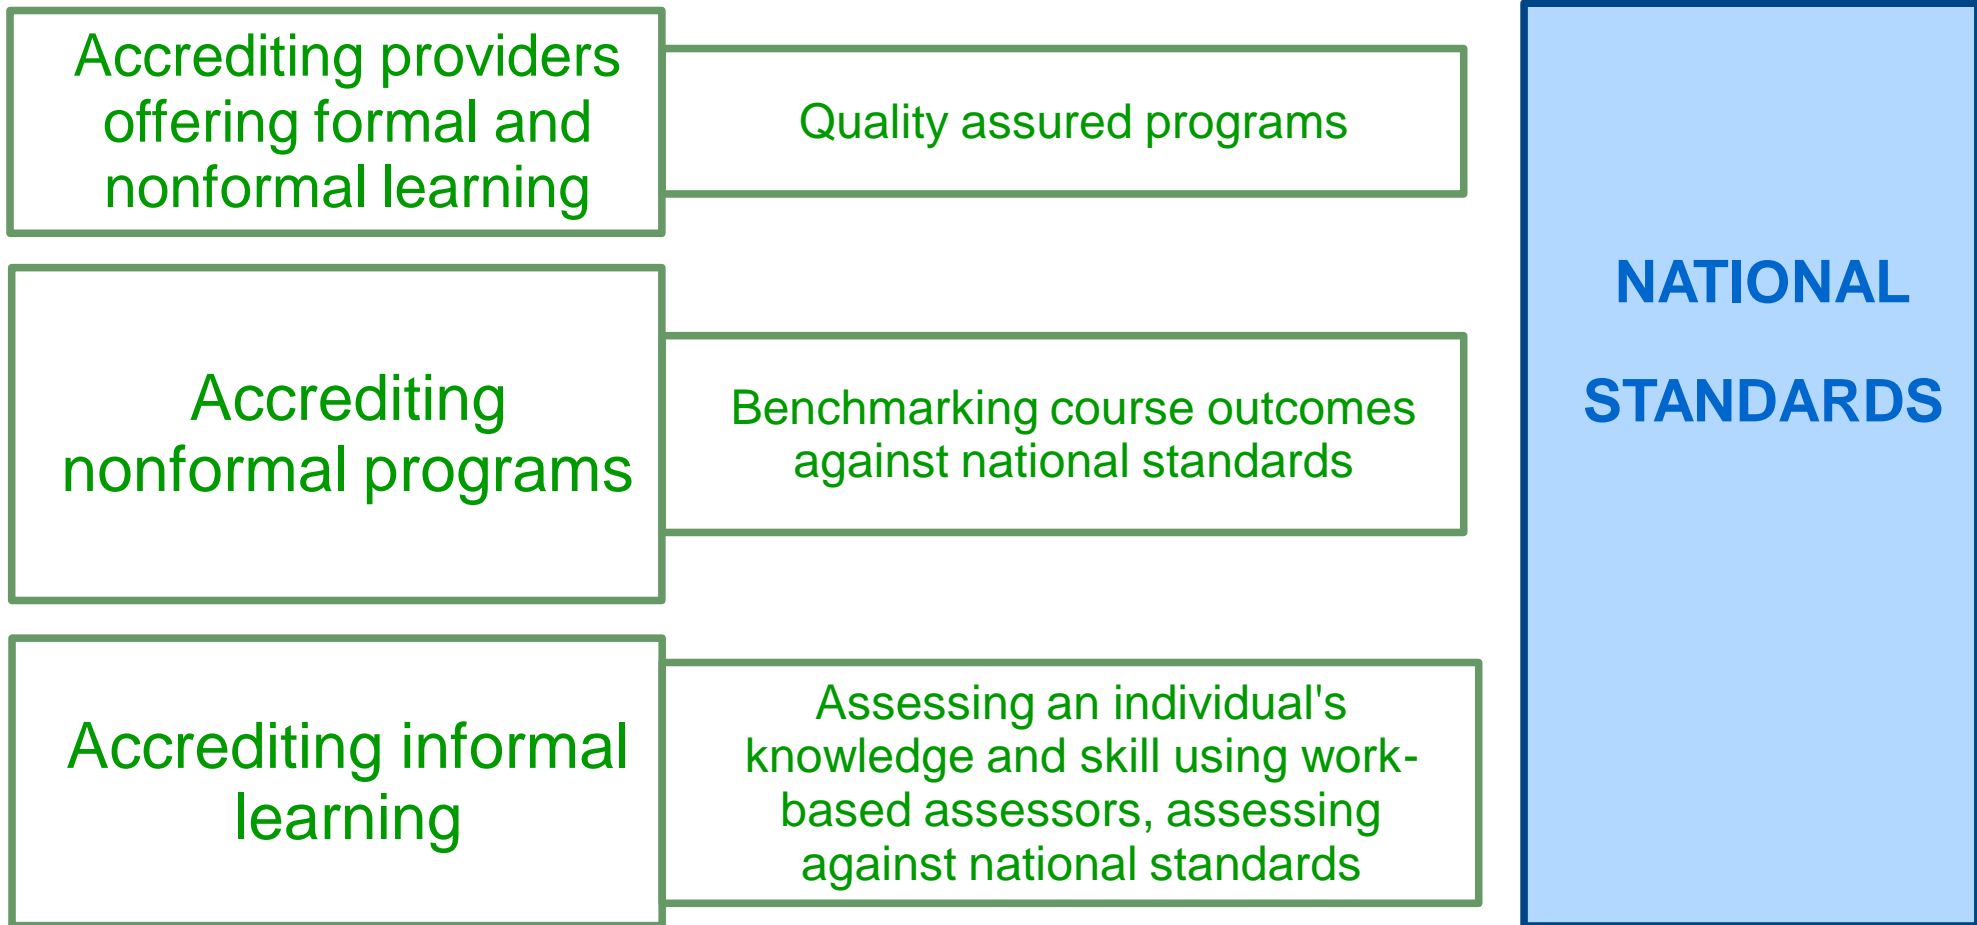 Accrediting providers
offering formal and
nonformal learning
Quality assured programs
Accrediting
nonformal programs
Benchmarking course outcomes
against national standards
Accrediting informal
learning
Assessing an individual's
knowledge and skill using work-
based assessors, assessing
against national standards
NATIONAL
STANDARDS